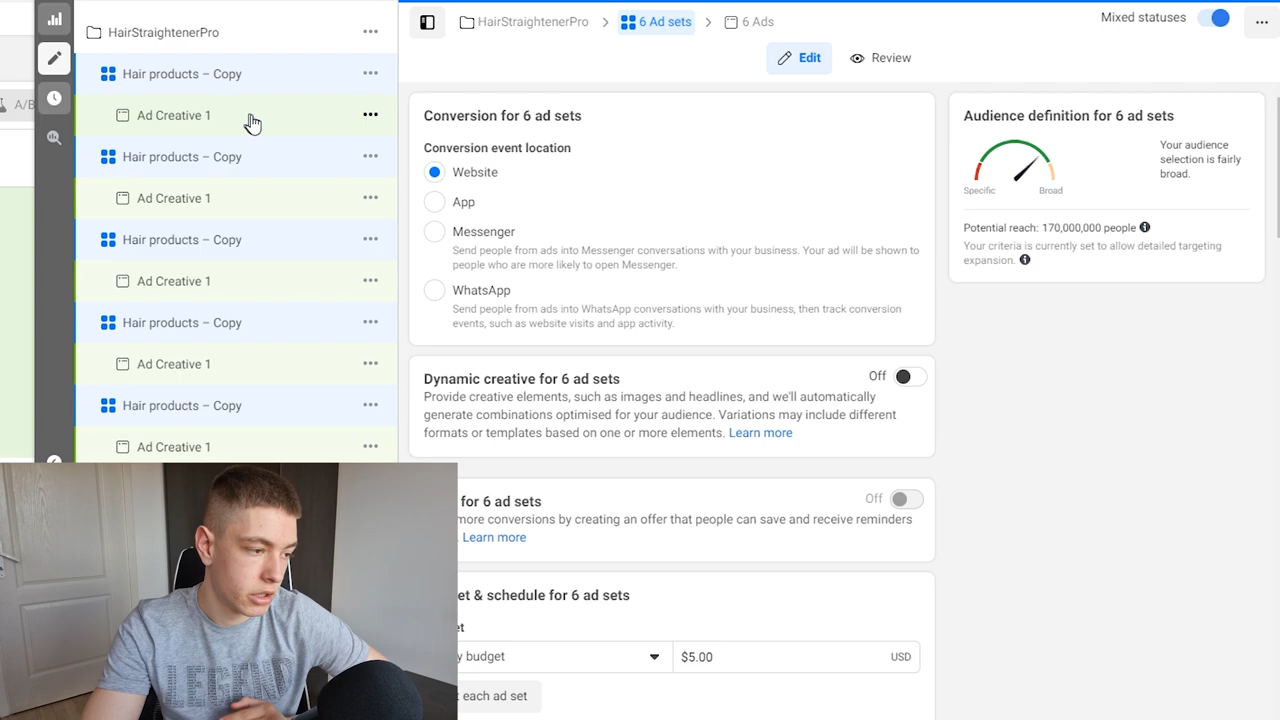 HairStraightenerPro
Hair products – Copy
Ad Creative 1
Hair products – Copy
Ad Creative 1
Hair products – Copy
Ad Creative 1
Hair products – Copy
Ad Creative 1
Hair products – Copy
Ad Creative 1
A/B
HairStraightenerPro > 6 Ad sets > 6 Ads
Mixed statuses
Edit Review
Conversion for 6 ad sets
Conversion event location
Website
App
Messenger
Send people from ads into Messenger conversations with your business. Your ad will be shown to
people who are more likely to open Messenger.
WhatsApp
Send people from ads into WhatsApp conversations with your business, then track conversion
events, such as website visits and app activity.
Dynamic creative for 6 ad sets
Off
Provide creative elements, such as images and headlines, and we'll automatically
generate combinations optimised for your audience. Variations may include different
formats or templates based on one or more elements. Learn more
for 6 ad sets
Off
more conversions by creating an offer that people can save and receive reminders
. Learn more
et & schedule for 6 ad sets
et
y budget
$5.00 USD
each ad set
Audience definition for 6 ad sets
Specific Broad
Your audience
selection is fairly
broad.
Potential reach: 170,000,000 people
Your criteria is currently set to allow detailed targeting
expansion.
LEGEND